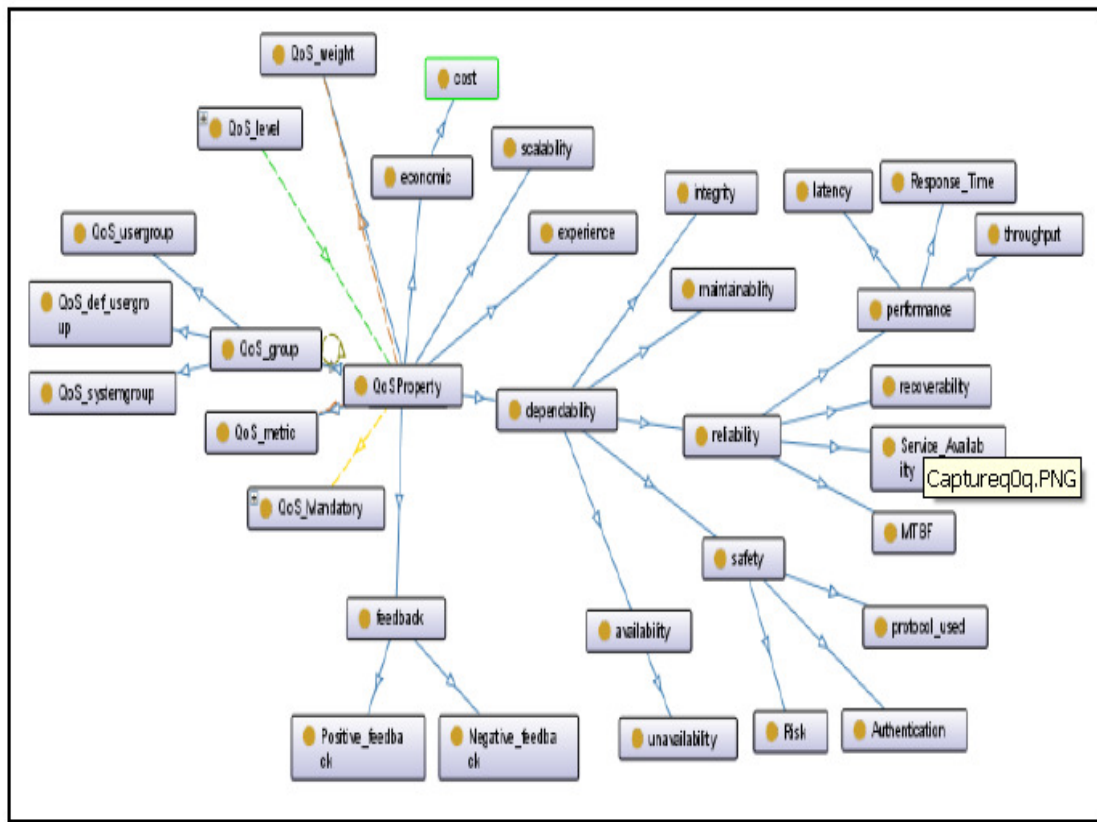 QoS_weight
cost
QoS_level
scalability
economic
integrity
latency
Response_Time
QoS_usergroup
experience
throughput
QoS_def_usergro
up
maintainability
performance
QoS_group
QoS_systemgroup
QoSProperty
recoverability
dependability
QoS_metric
reliability
Service_Availab
ility
Captureq0q.PNG
QoS_Mandatory
MTBF
safety
feedback
availability
protocol_used
Positive_feedba
ck
Negative_feedba
ck
unavailability
Risk
Authentication